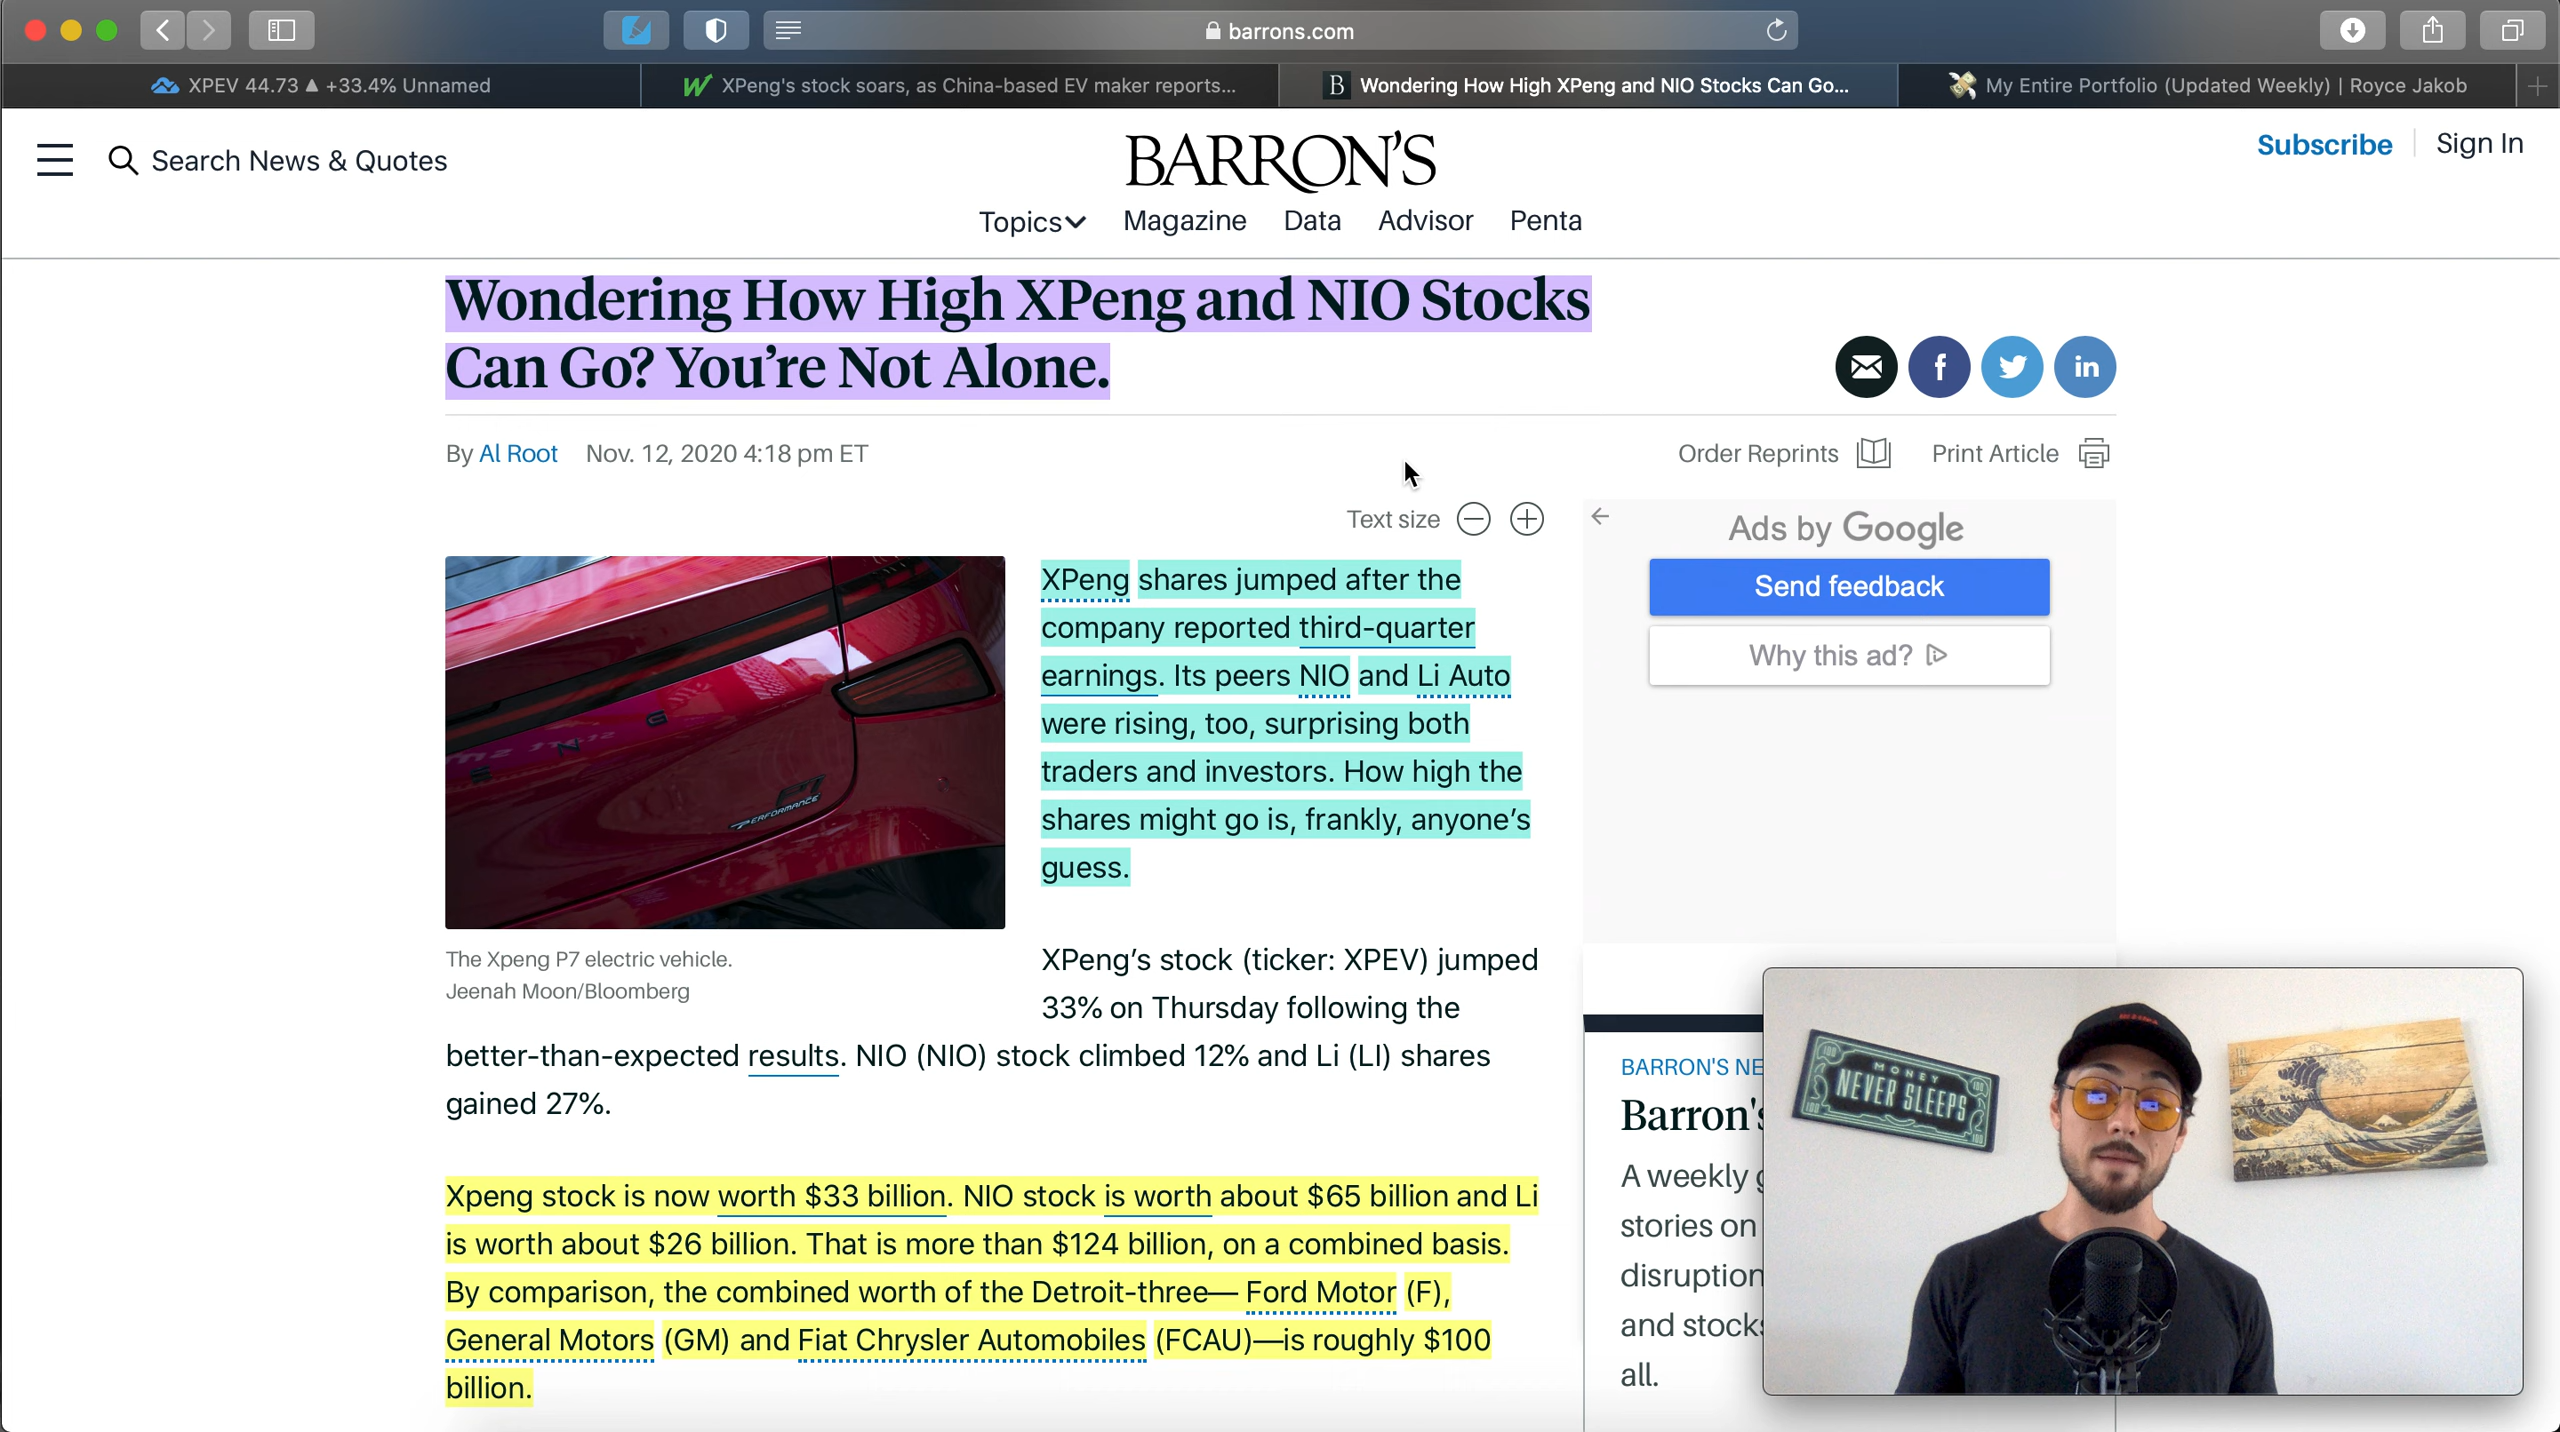 barrons.com
XPEV 44.73 ▲ +33.4% Unnamed
XPeng's stock soars, as China-based EV maker reports...
B Wondering How High XPeng and NIO Stocks Can Go...
My Entire Portfolio (Updated Weekly) | Royce Jakob
Search News & Quotes
BARRON'S
Subscribe
Sign In
Topics Magazine Data Advisor Penta
Wondering How High XPeng and NIO Stocks
Can Go? You're Not Alone.
By Al Root Nov. 12, 2020 4:18 pm ET
Order Reprints
Print Article
Text size
XPeng shares jumped after the
company reported third-quarter
earnings. Its peers NIO and Li Auto
were rising, too, surprising both
traders and investors. How high the
shares might go is, frankly, anyone's
guess.
PERFORMANCE
The Xpeng P7 electric vehicle.
Jeenah Moon/Bloomberg
XPeng's stock (ticker: XPEV) jumped
33% on Thursday following the
better-than-expected results. NIO (NIO) stock climbed 12% and Li (LI) shares
gained 27%.
Xpeng stock is now worth $33 billion. NIO stock is worth about $65 billion and Li
is worth about $26 billion. That is more than $124 billion, on a combined basis.
By comparison, the combined worth of the Detroit-three— Ford Motor (F),
General Motors (GM) and Fiat Chrysler Automobiles (FCAU)—is roughly $100
billion.
Ads by Google
Send feedback
Why this ad?
BARRON'S NE
Barron's
A weekly g
stories on
disruption
and stocks
all.
MONEY
NEVER SLEEPS
100
100
100